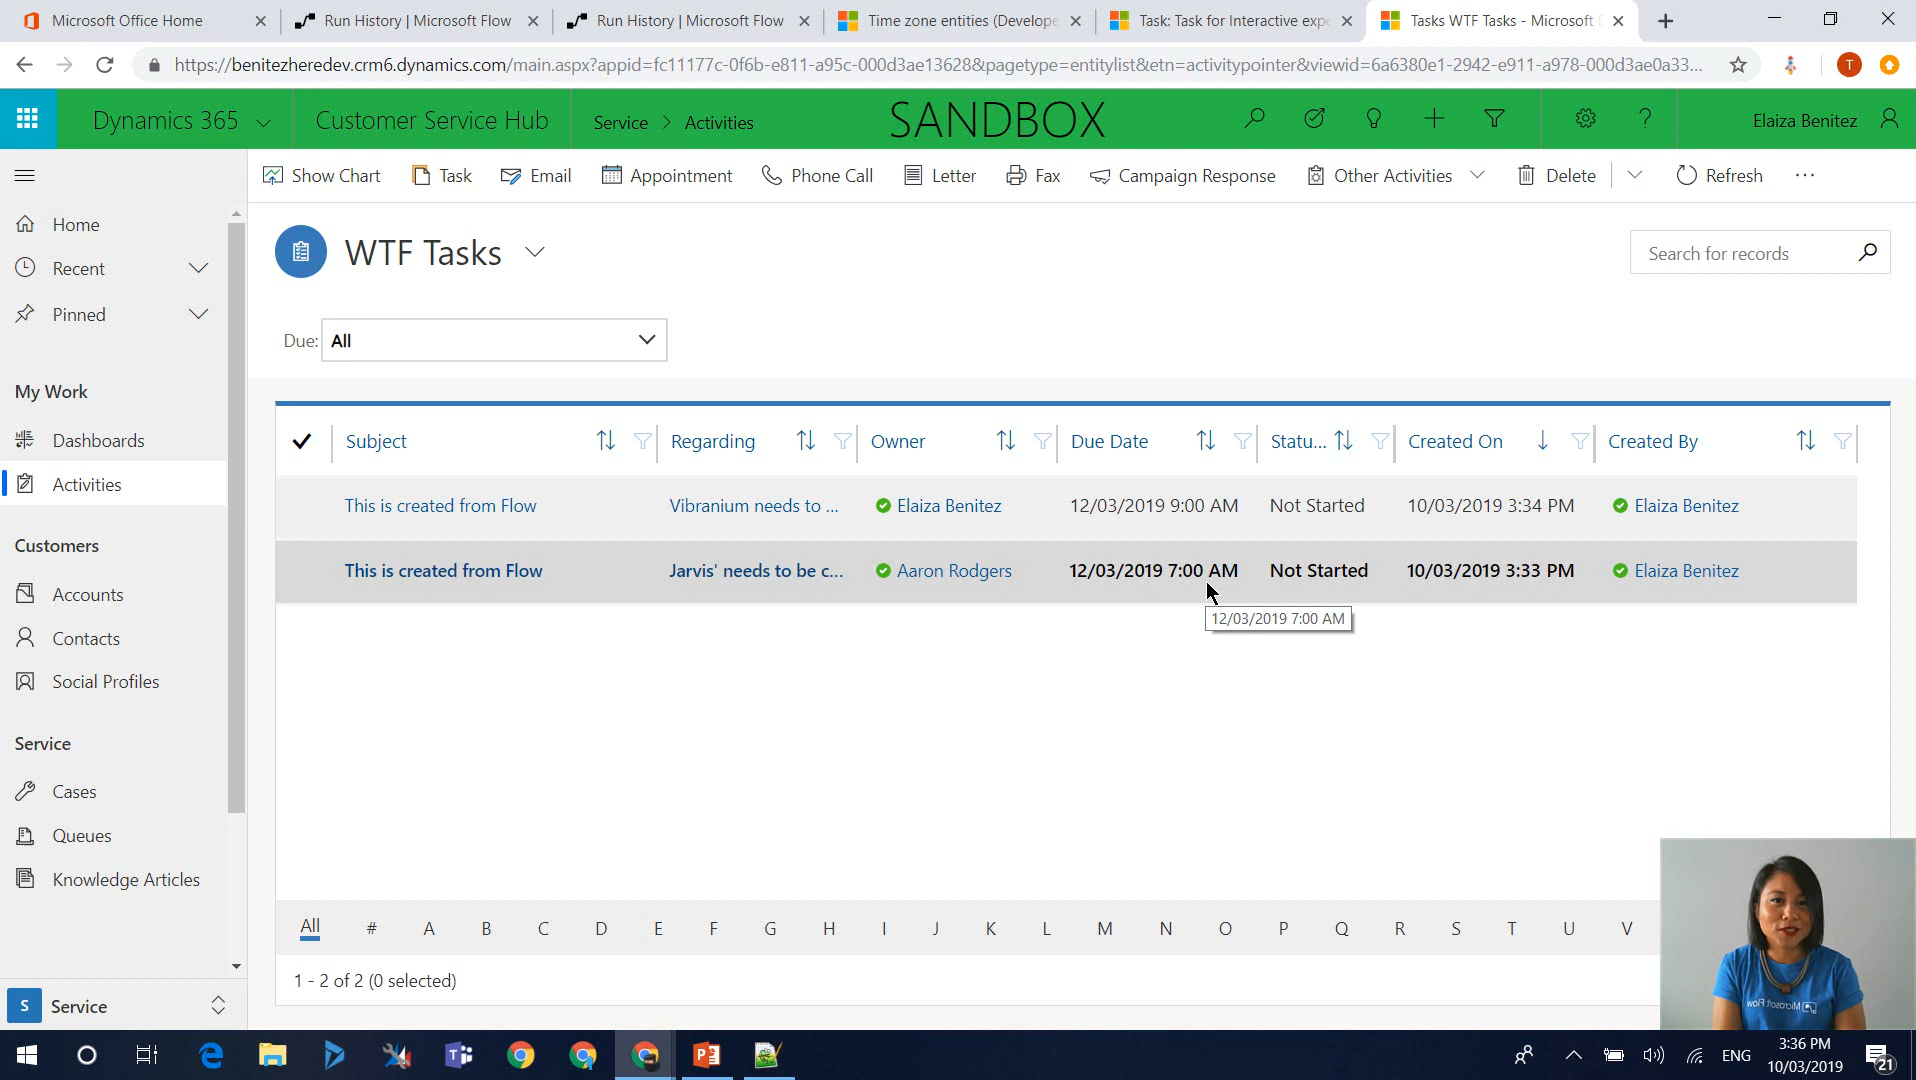 Microsoft Office Home
Run History | Microsoft Flow
Run History | Microsoft Flow
Time zone entities (Develope
Task: Task for Interactive expe
Tasks WTF Tasks - Microsoft D
https://benitezheredev.crm6.dynamics.com/main.aspx?appid=fc11177c-0f6b-e811-a95c-000d3ae13628&pagetype=entitylist&etn=activitypointer&viewid=6a6380e1-2942-e911-a978-000d3ae0a33...
T
Dynamics 365
Customer Service Hub
Service > Activities
SANDBOX
Elaiza Benitez
Show Chart
Task
Email
Appointment
Phone Call
Letter
Fax
Campaign Response
Other Activities
Delete
Refresh
Home
Recent
Pinned
My Work
Dashboards
Activities
Customers
Accounts
Contacts
Social Profiles
Service
Cases
Queues
Knowledge Articles
S Service
WTF Tasks
Search for records
Due: All
Subject Regarding Owner Due Date Statu... Created On Created By
This is created from Flow Vibranium needs to ... Elaiza Benitez 12/03/2019 9:00 AM Not Started 10/03/2019 3:34 PM Elaiza Benitez
This is created from Flow Jarvis' needs to be c... Aaron Rodgers 12/03/2019 7:00 AM Not Started 10/03/2019 3:33 PM Elaiza Benitez
12/03/2019 7:00 AM
All # A B C D E F G H I J K L M N O P Q R S T U V
1 - 2 of 2 (0 selected)
Microsoft Flow
ENG
3:36 PM
10/03/2019
21